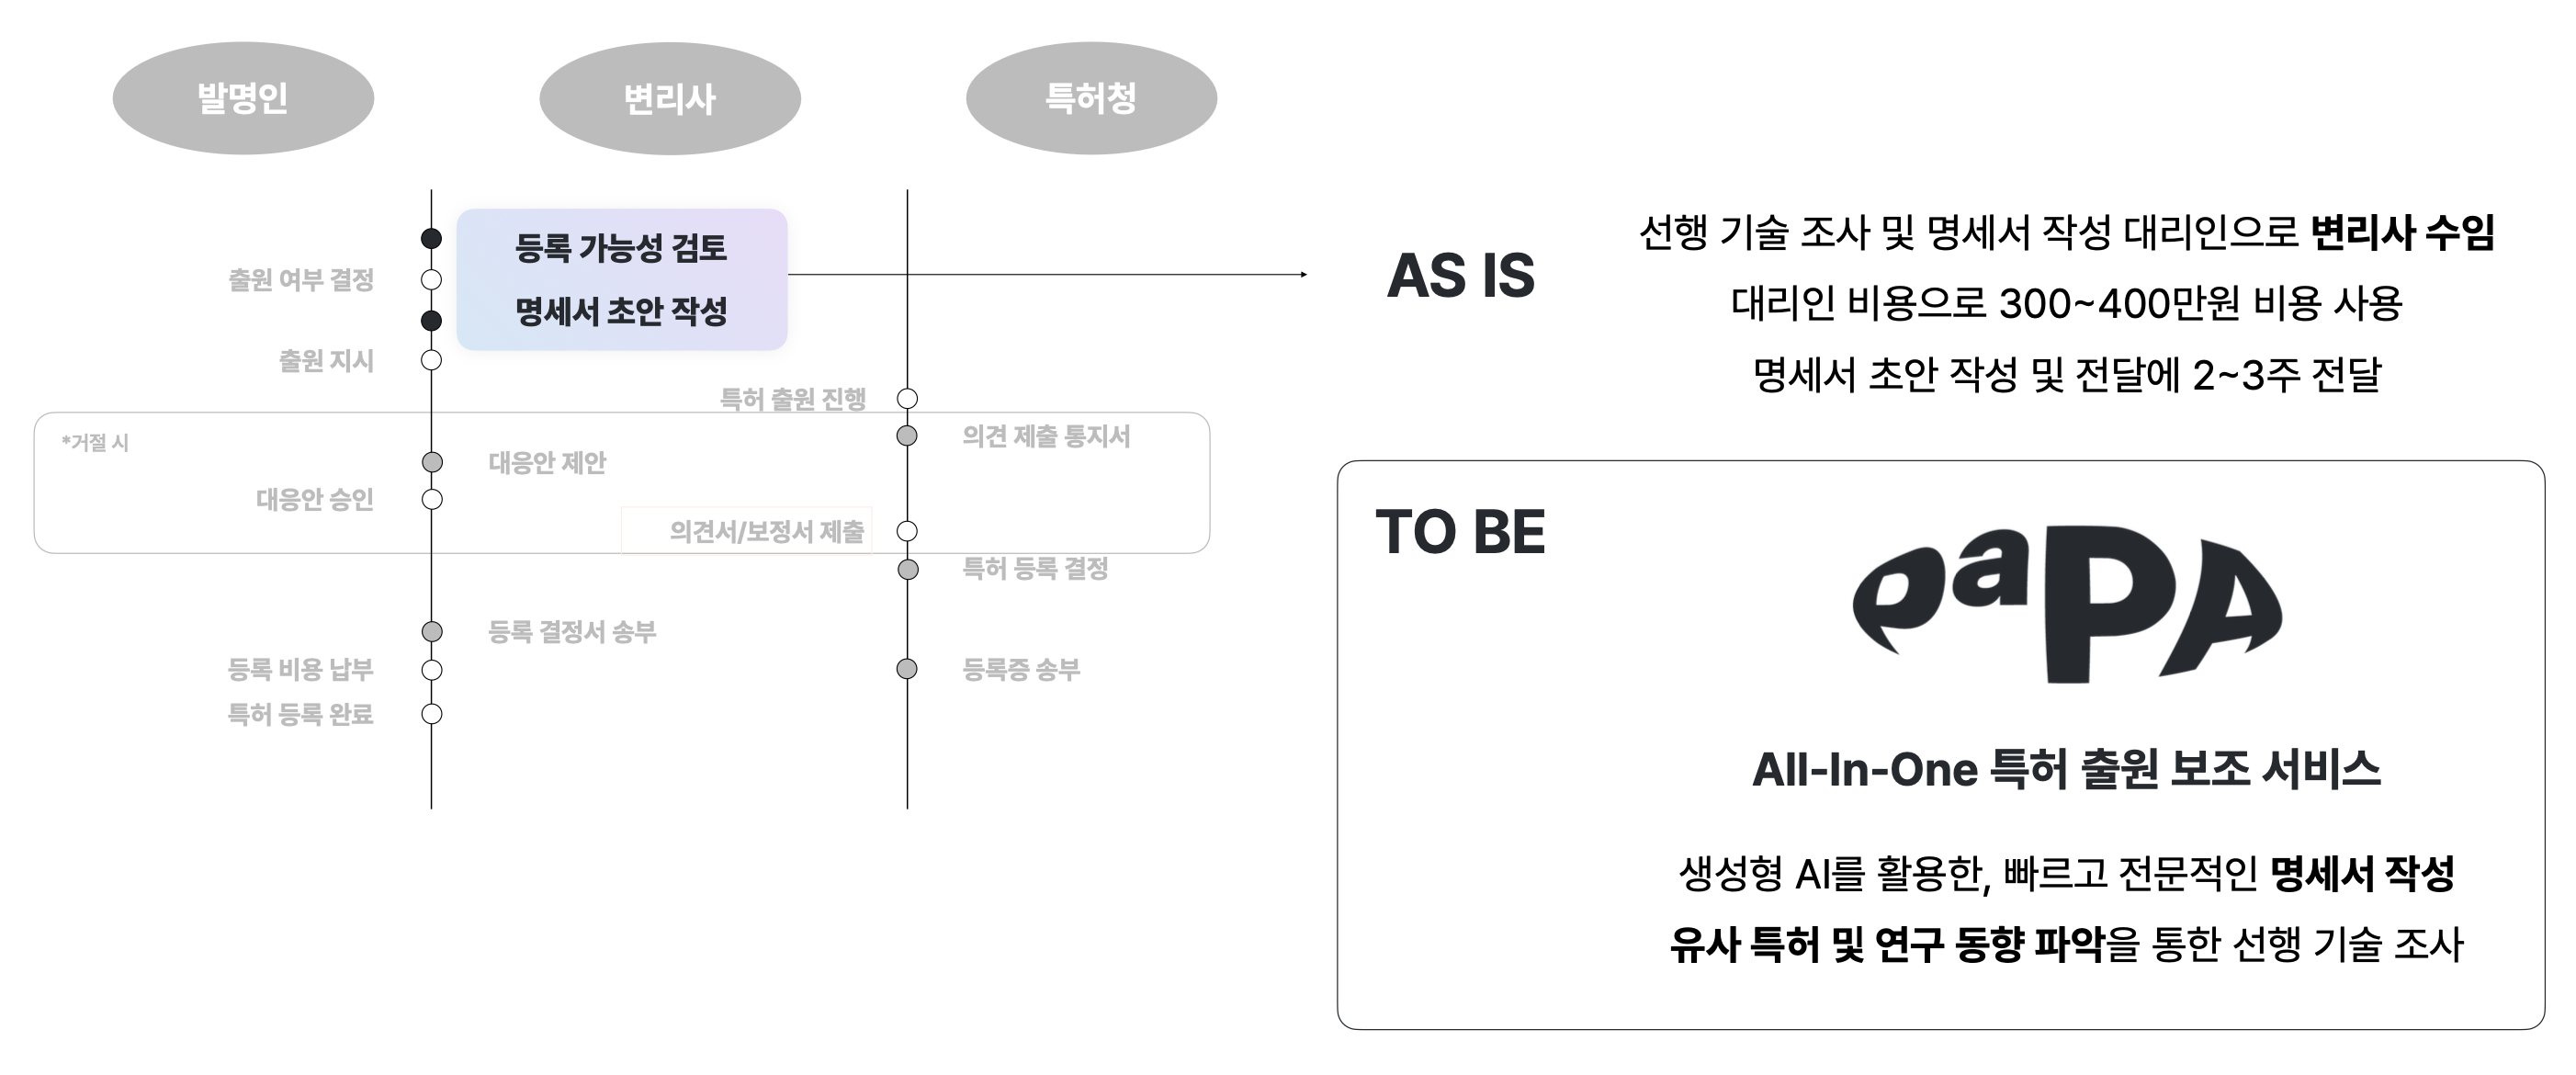 발명인
변리사
특허청
등록 가능성 검토
명세서 초안 작성
출원 여부 결정
출원 지시
특허 출원 진행
*거절 시
의견 제출 통지서
대응안 제안
대응안 승인
의견서/보정서 제출
특허 등록 결정
등록 결정서 송부
등록 비용 납부
등록증 송부
특허 등록 완료
AS IS
선행 기술 조사 및 명세서 작성 대리인으로 변리사 수임
대리인 비용으로 300~400만원 비용 사용
명세서 초안 작성 및 전달에 2~3주 전달
TO BE
PaPA
All-In-One 특허 출원 보조 서비스
생성형 AI를 활용한, 빠르고 전문적인 명세서 작성
유사 특허 및 연구 동향 파악을 통한 선행 기술 조사